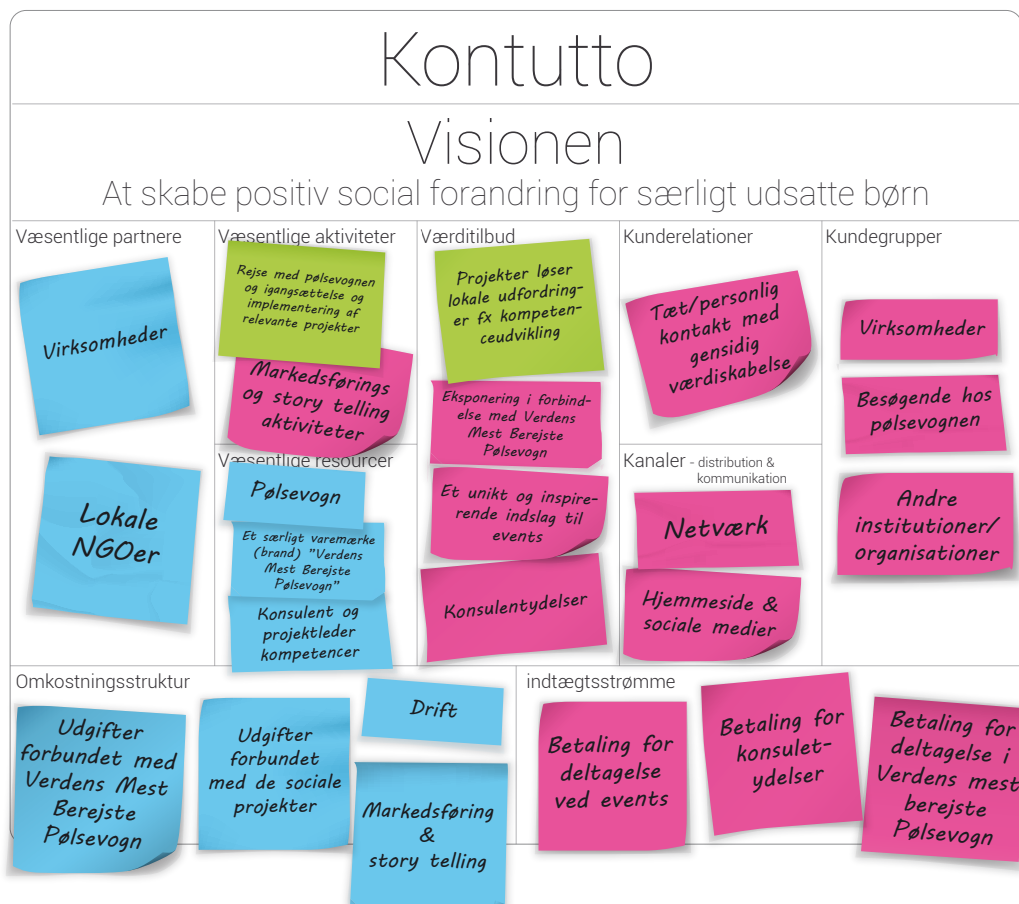 Kontutto
Visionen
At skabe positiv social forandring for særligt udsatte børn
Væsentlige partnere
Virksomheder
Lokale
NGOer
Væsentlige aktiviteter
Rejse med pølsevognen
og igangsættelse og
implementering af
relevante projekter
Markedsførings
og story telling
aktiviteter
Væsentlige resourcer
Pølsevogn
Et særligt varemærke
(brand) ”Verdens
Mest Berejste
Pølsevogn”
Konsulent og
projektleder
kompetencer
Værditilbud
Projekter løser
lokale udfordring-
er fx kompeten-
ceudvikling
Eksponering i forbind-
else med Verdens
Mest Berejste
Pølsevogn
Et unikt og inspire-
rende indslag til
events
Konsulentydelser
Kunderelationer
Tæt/personlig
kontakt med
gensidig
værdiskabelse
Kanaler - distribution &
kommunikation
Netværk
Hjemmeside &
sociale medier
Kundegrupper
Virksomheder
Besøgende hos
pølsevognen
Andre
institutioner/
organisationer
Omkostningsstruktur
Udgifter
forbundet med
Verdens Mest
Berejste
Pølsevogn
Udgifter
forbundet
med de sociale
projekter
Drift
Markedsføring
&
story telling
indtægtsstrømme
Betaling for
deltagelse
ved events
Betaling for
konsulet-
ydelser
Betaling for
deltagelse i
Verdens mest
berejste
Pølsevogn